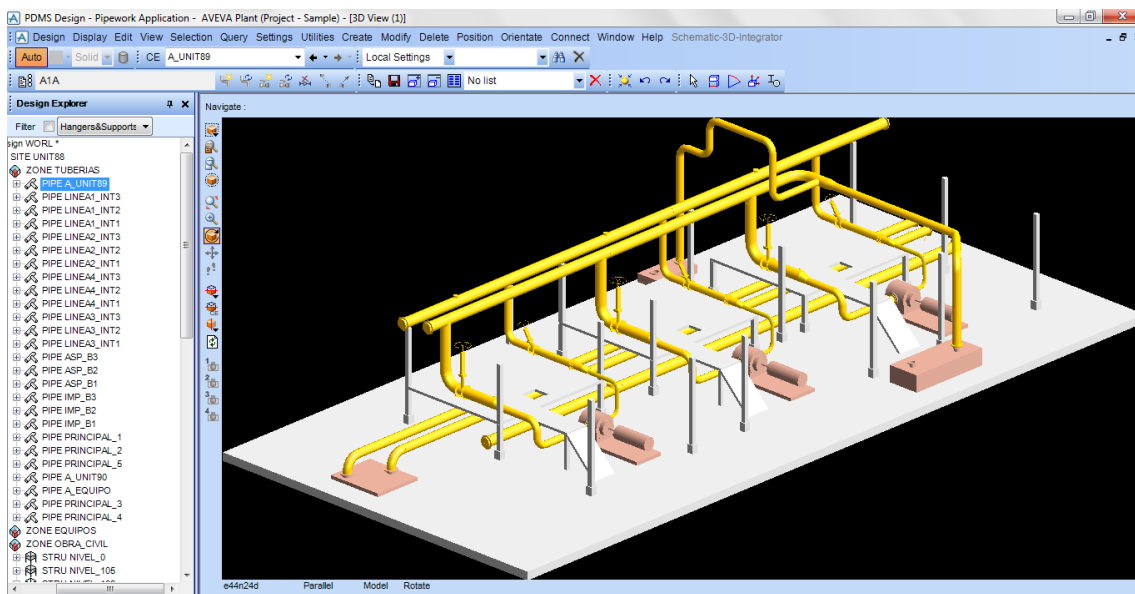 PDMS Design - Pipework Application - AVEVA Plant (Project - Sample) - [3D View (1)]
Design Display Edit View Selection Query Settings Utilities Create Modify Delete Position Orientate Connect Window Help Schematic-3D-Integrator
Auto Solid CE A_UNIT89 Local Settings
A1A No list
Design Explorer
Navigate :
Filter Hangers&Supports
sign WORL *
SITE UNIT88
ZONE TUBERIAS
PIPE A_UNIT89
PIPE LINEA1_INT3
PIPE LINEA1_INT2
PIPE LINEA1_INT1
PIPE LINEA2_INT3
PIPE LINEA2_INT2
PIPE LINEA2_INT1
PIPE LINEA4_INT3
PIPE LINEA4_INT2
PIPE LINEA4_INT1
PIPE LINEA3_INT3
PIPE LINEA3_INT2
PIPE LINEA3_INT1
PIPE ASP_B3
PIPE ASP_B2
PIPE ASP_B1
PIPE IMP_B3
PIPE IMP_B2
PIPE IMP_B1
PIPE PRINCIPAL_1
PIPE PRINCIPAL_2
PIPE PRINCIPAL_5
PIPE A_UNIT90
PIPE A_EQUIPO
PIPE PRINCIPAL_3
PIPE PRINCIPAL_4
ZONE EQUIPOS
ZONE OBRA_CIVIL
STRU NIVEL_0
STRU NIVEL_105
1
2
3
4
e44n24d Parallel Model Rotate